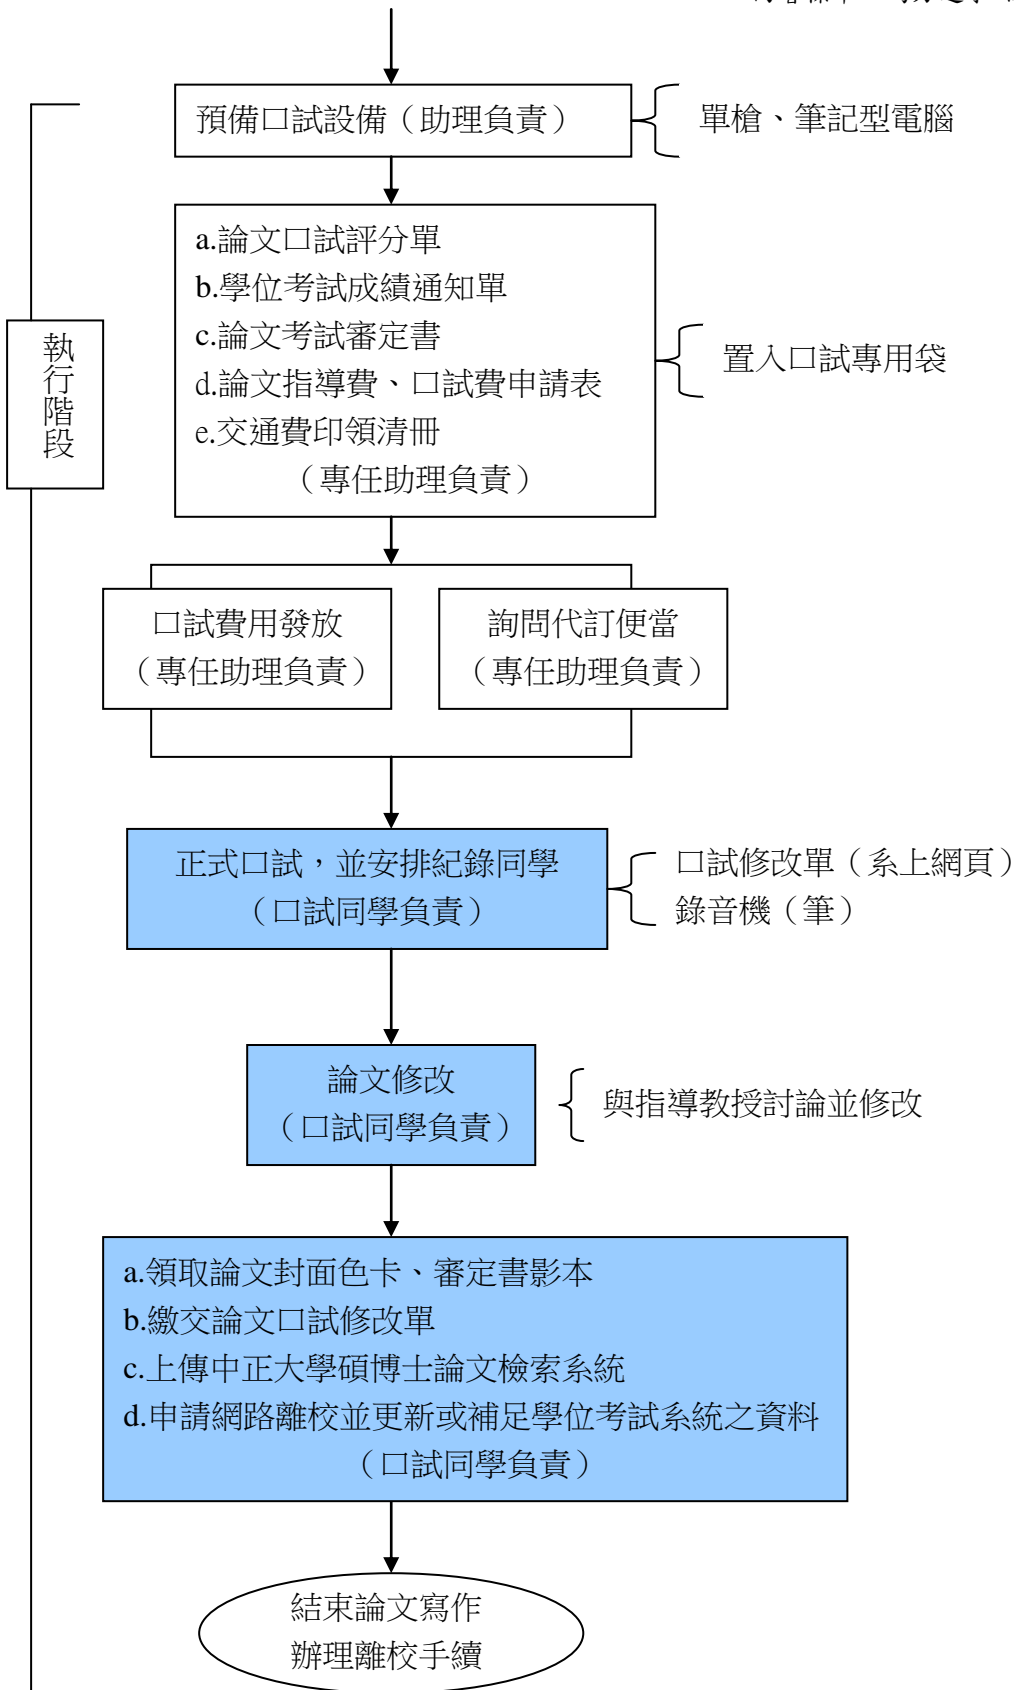 預備口試設備（助理負責）
單槍、筆記型電腦
a.論文口試評分單
b.學位考試成績通知單
c.論文考試審定書
d.論文指導費、口試費申請表
e.交通費印領清冊
（專任助理負責）
置入口試專用袋
執行階段
口試費用發放
（專任助理負責）
詢問代訂便當
（專任助理負責）
正式口試，並安排紀錄同學
（口試同學負責）
口試修改單（系上網頁）
錄音機（筆）
論文修改
（口試同學負責）
與指導教授討論並修改
a.領取論文封面色卡、審定書影本
b.繳交論文口試修改單
c.上傳中正大學碩博士論文檢索系統
d.申請網路離校並更新或補足學位考試系統之資料
（口試同學負責）
結束論文寫作
辦理離校手續